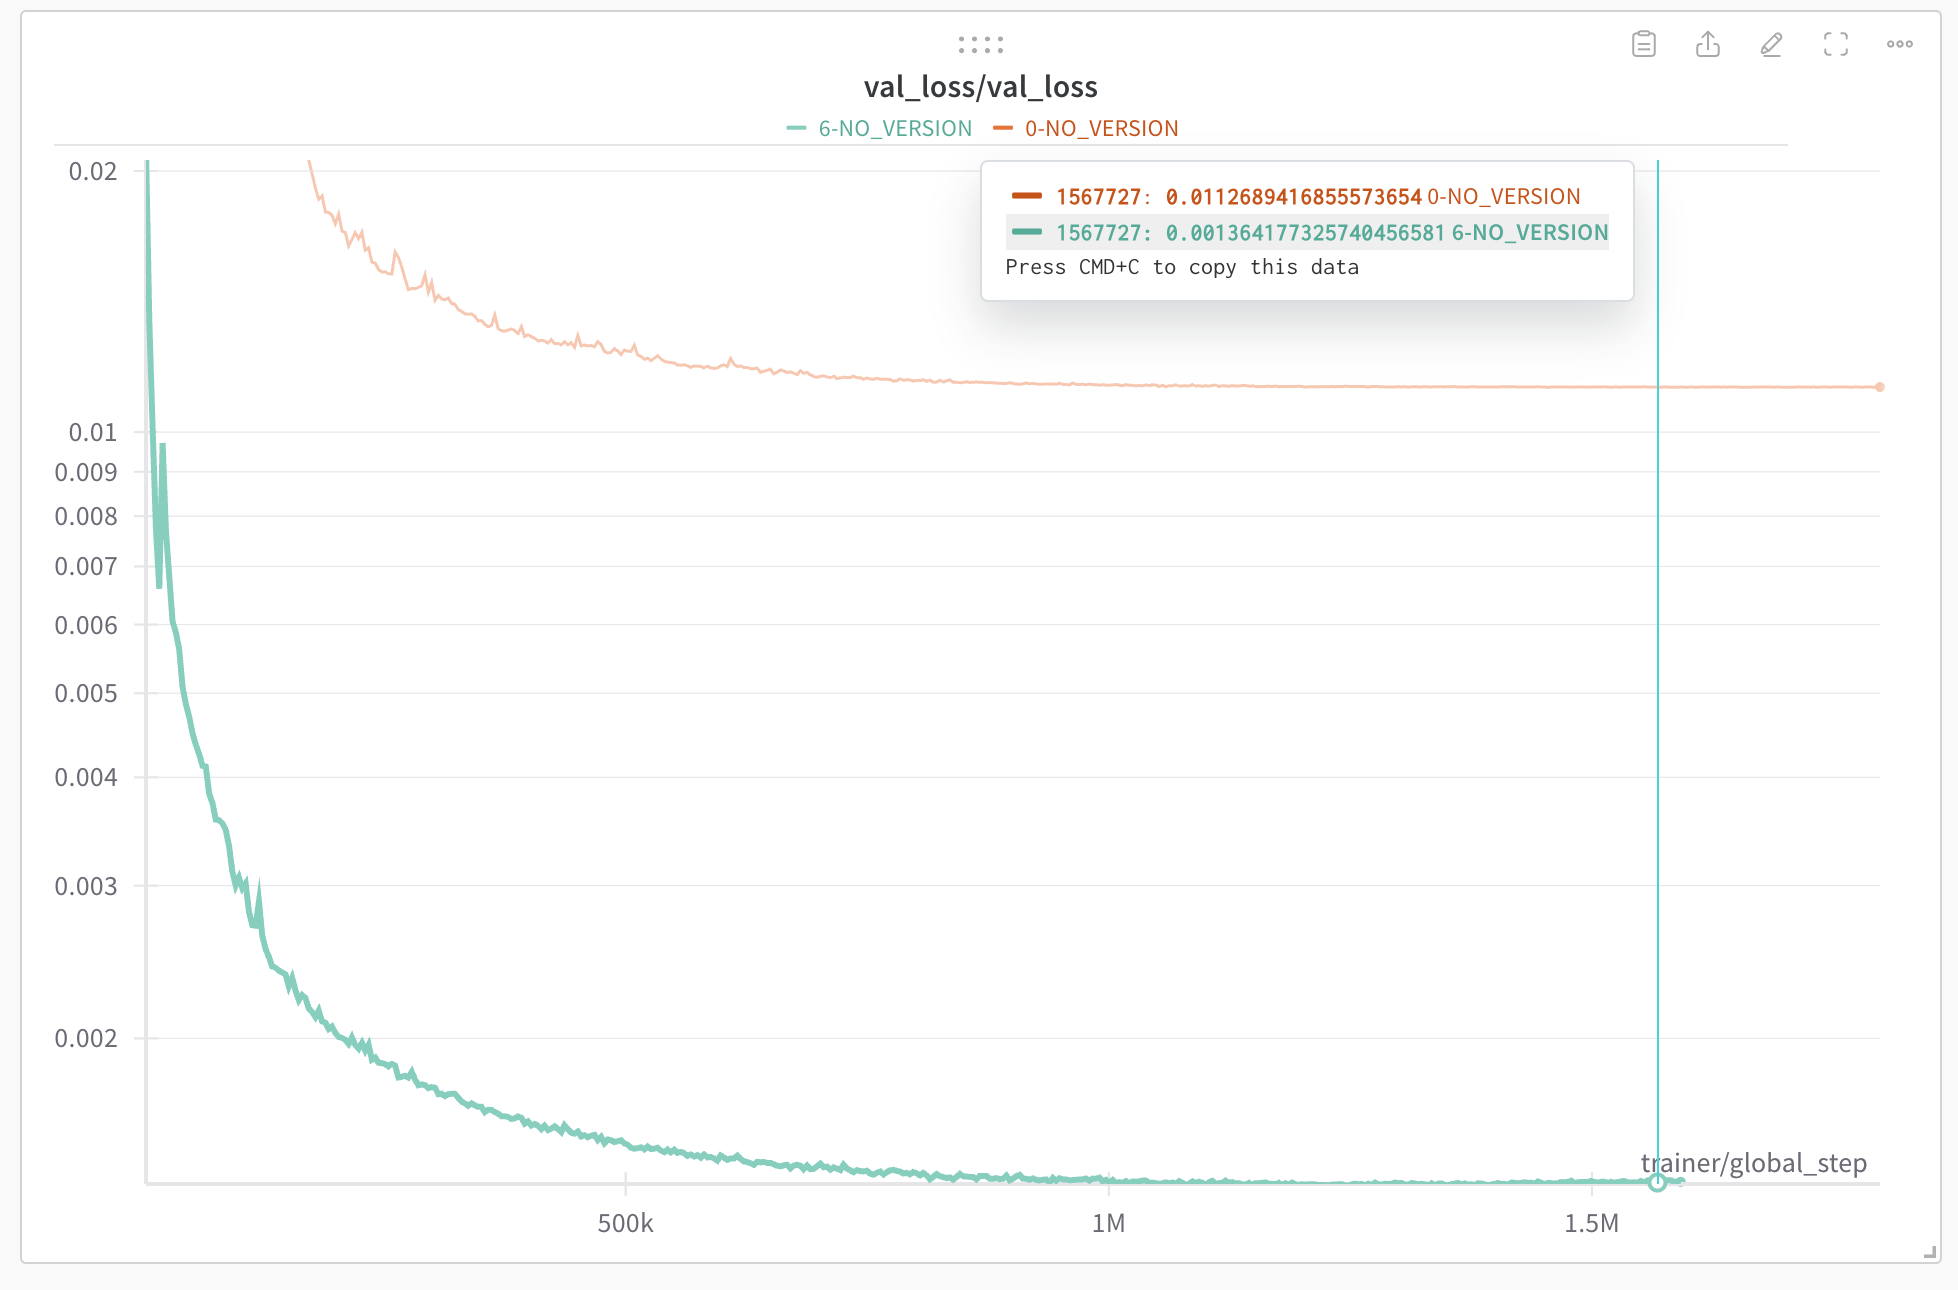 val_loss/val_loss
6-NO_VERSION 0-NO_VERSION
0.02
1567727: 0.0112689416855573654 0-NO_VERSION
1567727: 0.001364177325740456581 6-NO_VERSION
Press CMD+C to copy this data
0.01
0.009
0.008
0.007
0.006
0.005
0.004
0.003
0.002
trainer/global_step
500k 1M 1.5M